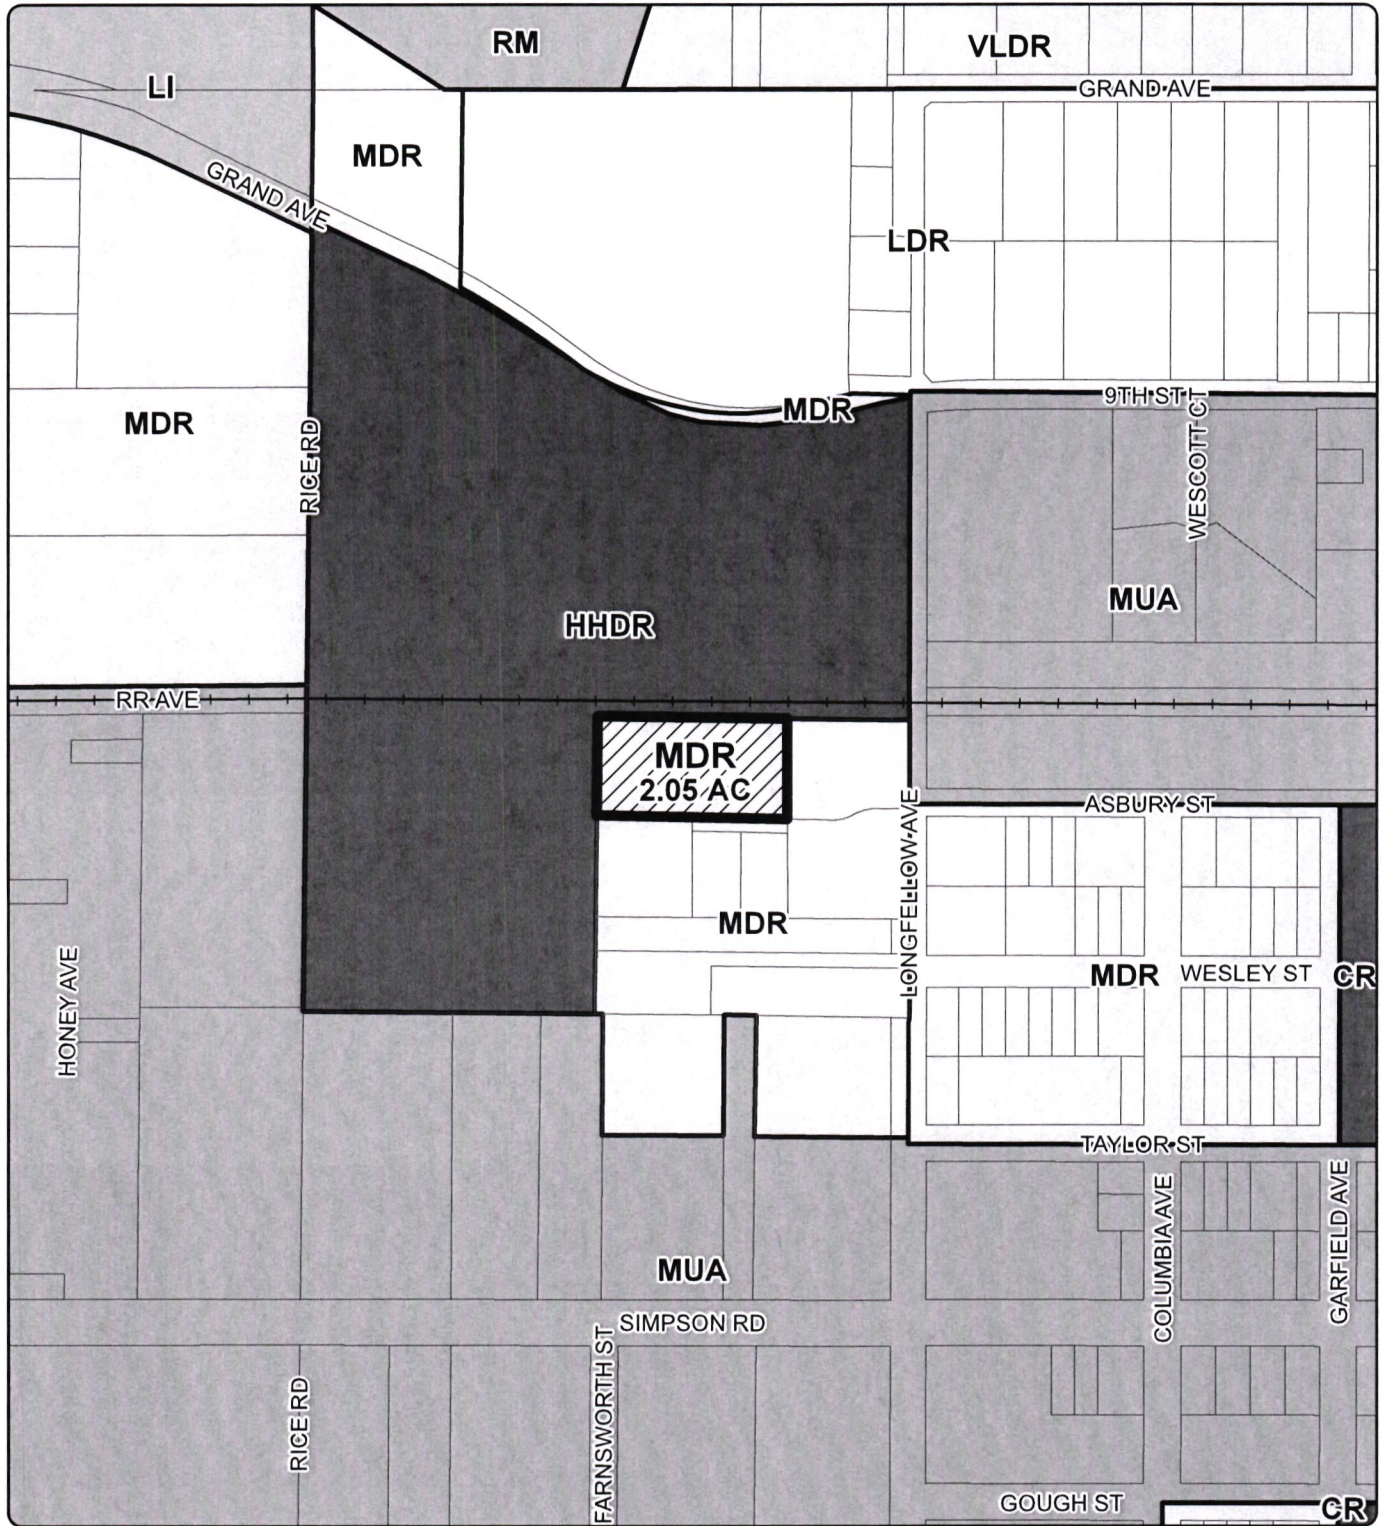 RM
VLDR
LI
GRAND AVE
MDR
GRAND AVE
LDR
9TH ST
MDR
MDR
WESCOTT CT
RICE RD
MUA
HHDR
RR AVE
MDR
2.05 AC
ASBURY ST
LONGFELLOW AVE
MDR
MDR
WESLEY ST
CR
HONEY AVE
TAYLOR ST
COLUMBIA AVE
GARFIELD AVE
MUA
SIMPSON RD
RICE RD
FARNSWORTH ST
GOUGH ST
CR